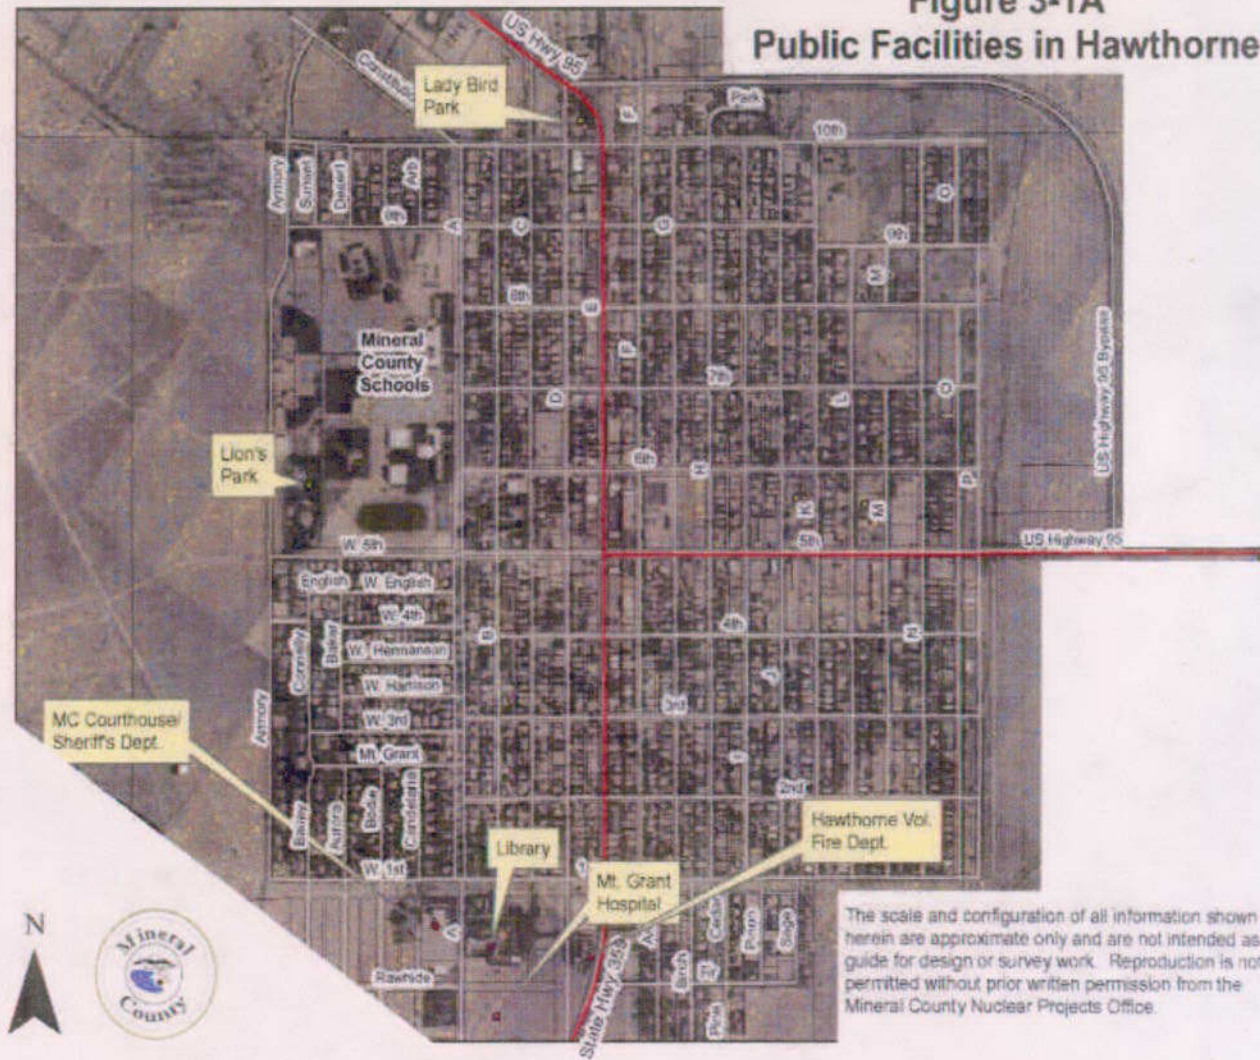 Figure 3-1A
Public Facilities in Hawthorne
US Hwy 95
Lady Bird
Park
Park
F
10th
Armory
Sunset
Desert
Arb
9th
A
C
G
O
9th
M
8th
E
Mineral
County
Schools
F
7th
D
L
O
US Highway 95 Bypass
Lion's
Park
6th
H
P
K
M
W. 5th
5th
US Highway 95
English
W. English
W. 4th
4th
B
N
Connelly
Bailey
W. Hermanson
W. Harrison
J
Armory
W. 3rd
3rd
MC Courthouse/
Sheriff's Dept.
Mt. Grant
I
2nd
Bailey
Aurora
Bodie
Candelaria
Hawthorne Vol.
Fire Dept.
Library
W. 1st
Mt. Grant
Hospital
A
Cedar
Sage
Birch
Rawhide
Pine
State Hwy 359
N
Mineral
County
The scale and configuration of all information shown
herein are approximate only and are not intended as
guide for design or survey work. Reproduction is not
permitted without prior written permission from the
Mineral County Nuclear Projects Office.